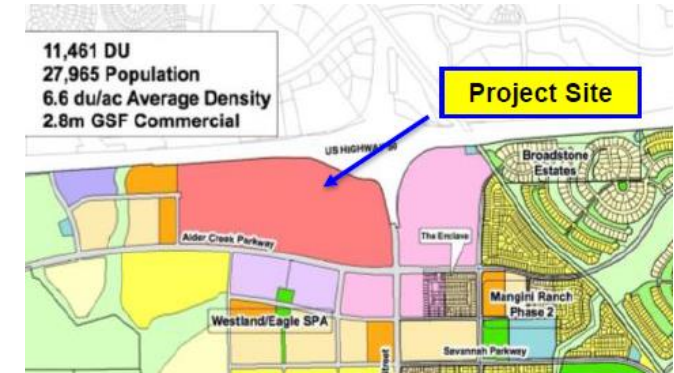 11,461 DU
27,965 Population
6.6 du/ac Average Density
2.8m GSF Commercial
Project Site
US HIGHWAY 50
Broadstone
Estates
Alder Creek Parkway
The Enclave
Mangini Ranch
Phase 2
Westland/Eagle SPA
Savannah Parkway
Street